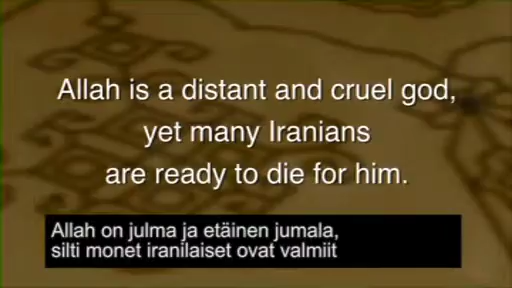 Allah is a distant and cruel god,
yet many Iranians
are ready to die for him.
Allah on julma ja etäinen jumala,
silti monet iranilaiset ovat valmiit